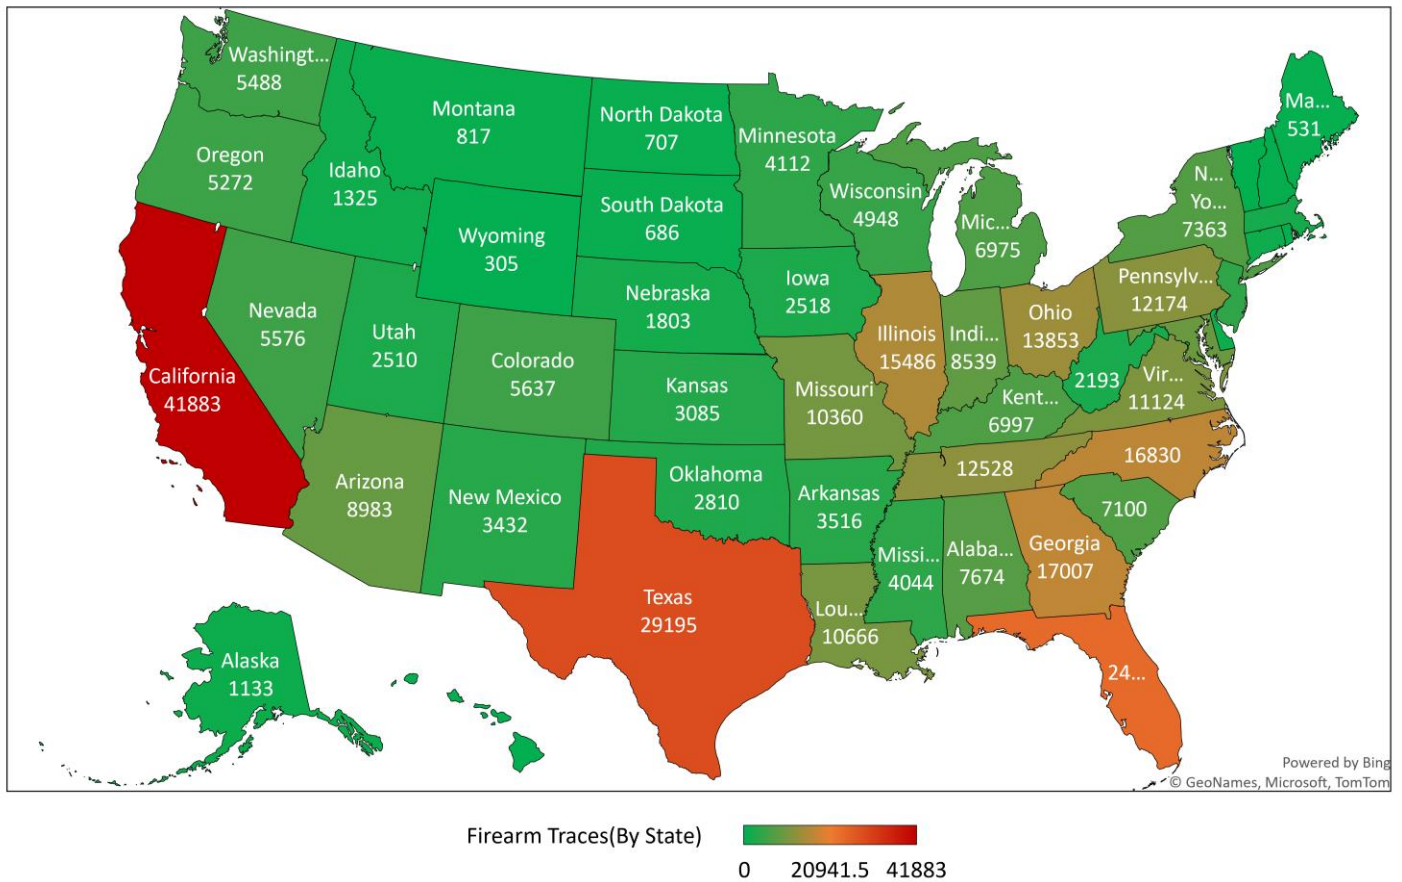 Washingt...
5488
Montana
817
North Dakota
707
Minnesota
4112
Ma...
531
Oregon
5272
Idaho
1325
Wisconsin
4948
Mic...
6975
N...
Yo...
7363
South Dakota
686
Wyoming
305
Nebraska
1803
Iowa
2518
Pennsylv...
12174
Nevada
5576
Utah
2510
Colorado
5637
Illinois
15486
Indi...
8539
Ohio
13853
California
41883
Kansas
3085
Missouri
10360
Kent...
6997
2193
Vir...
11124
Arizona
8983
New Mexico
3432
Oklahoma
2810
Arkansas
3516
12528
16830
7100
Missi...
4044
Alaba...
7674
Georgia
17007
Texas
29195
Lou...
10666
24...
Alaska
1133
Powered by Bing
© GeoNames, Microsoft, TomTom
Firearm Traces(By State)
0 20941.5 41883